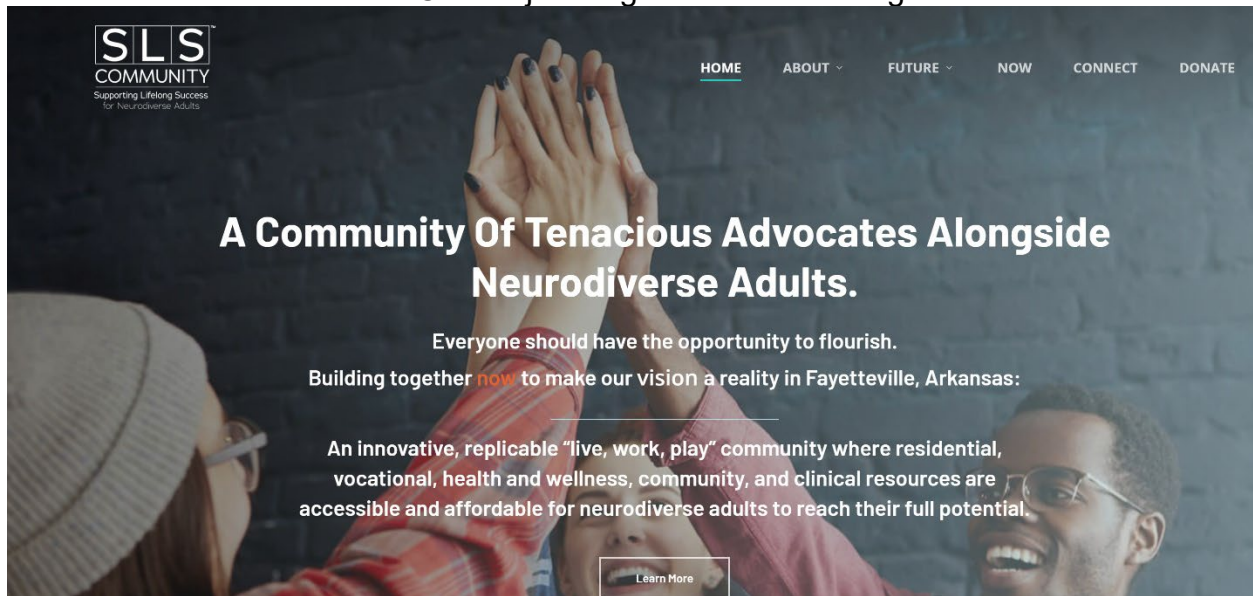 SLS
COMMUNITY
Supporting Lifelong Success
for Neurodiverse Adults
HOME ABOUT FUTURE NOW CONNECT DONATE
A Community Of Tenacious Advocates Alongside
Neurodiverse Adults.
Everyone should have the opportunity to flourish.
Building together now to make our vision a reality in Fayetteville, Arkansas:
An innovative, replicable “live, work, play” community where residential,
vocational, health and wellness, community, and clinical resources are
accessible and affordable for neurodiverse adults to reach their full potential.
Learn More